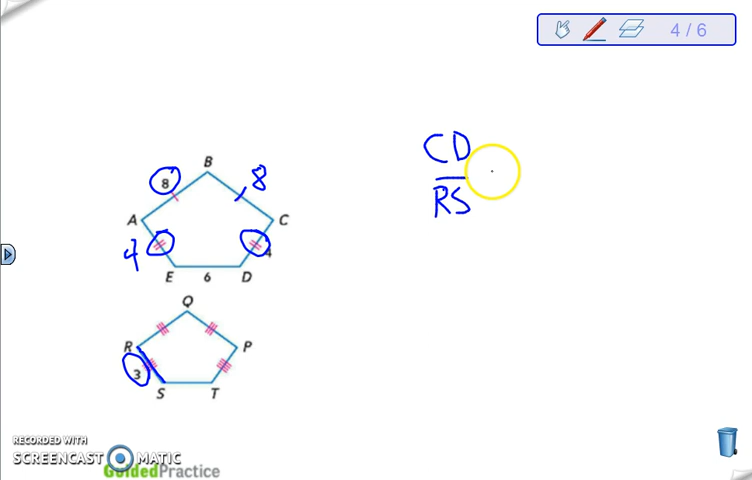 4 / 6
CD
RS
B
8
8
A
C
4
4
E
6
D
Q
R
P
3
S
T
RECORDED WITH
SCREENCAST MATIC
GuidedPractice